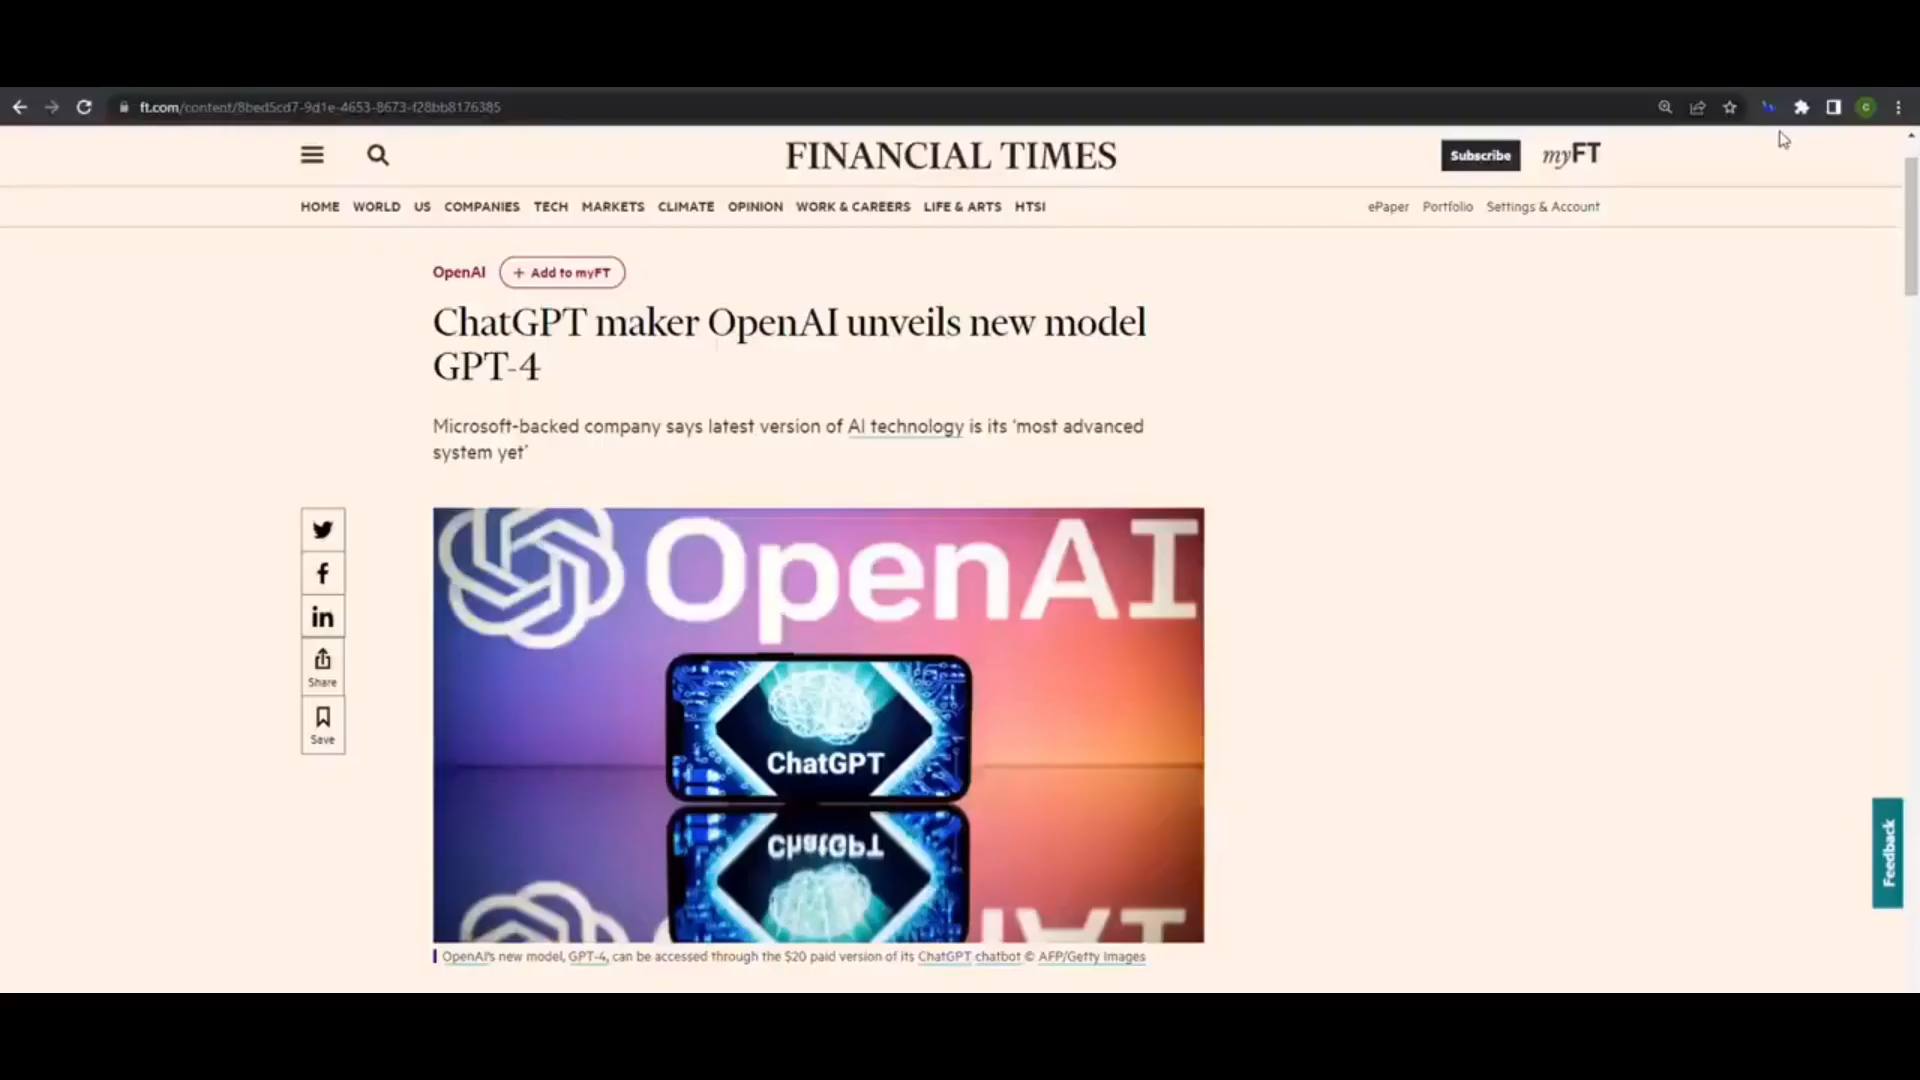 ft.com/content/8bed5cd7-9d1e-4653-8673-f28bb8176385
FINANCIAL TIMES
Subscribe
myFT
HOME WORLD US COMPANIES TECH MARKETS CLIMATE OPINION WORK & CAREERS LIFE & ARTS HTSI
ePaper Portfolio Settings & Account
OpenAI
+ Add to myFT
ChatGPT maker OpenAI unveils new model
GPT-4
Microsoft-backed company says latest version of AI technology is its ‘most advanced
system yet’
Share
Save
OpenAI
ChatGPT
ChatGPT
OpenAI’s new model, GPT-4, can be accessed through the $20 paid version of its ChatGPT chatbot © AFP/Getty Images
Feedback